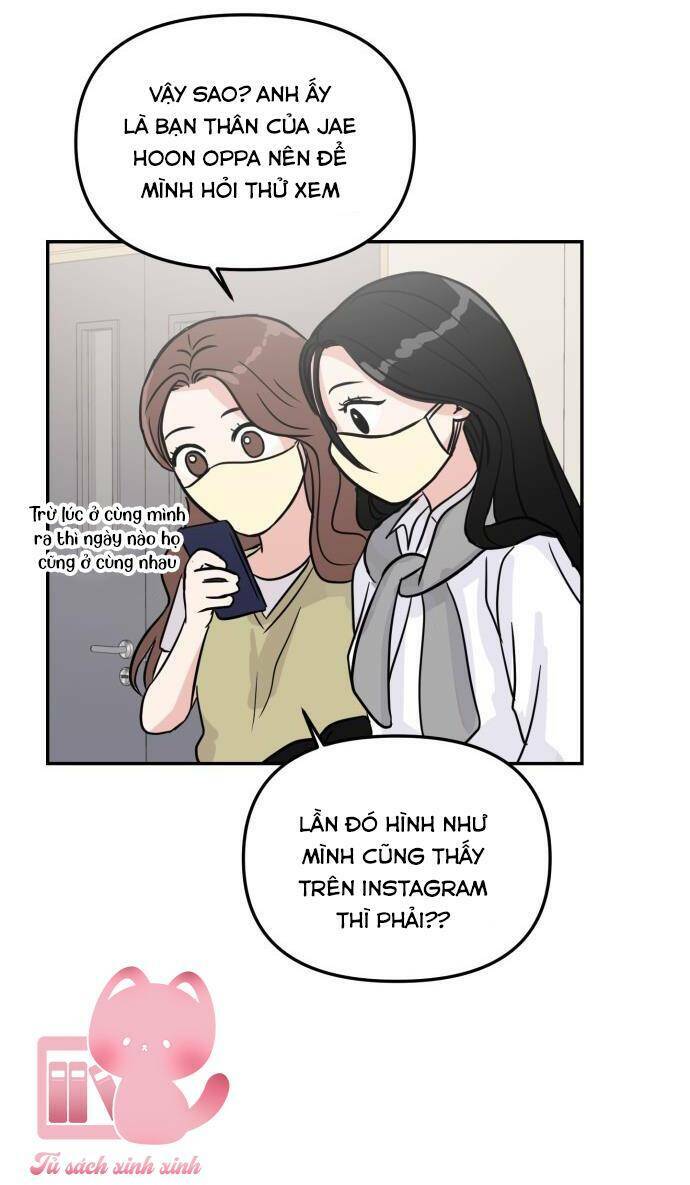 VẬY SAO? ANH ẤY
LÀ BẠN THÂN CỦA JAE
HOON OPPA NÊN ĐỂ
MÌNH HỎI THỬ XEM
Trừ lúc ở cùng mình
ra thì ngày nào họ
cũng ở cùng nhau
LẦN ĐÓ HÌNH NHƯ
MÌNH CŨNG THẤY
TRÊN INSTAGRAM
THÌ PHẢI??
Tủ sách xinh xinh